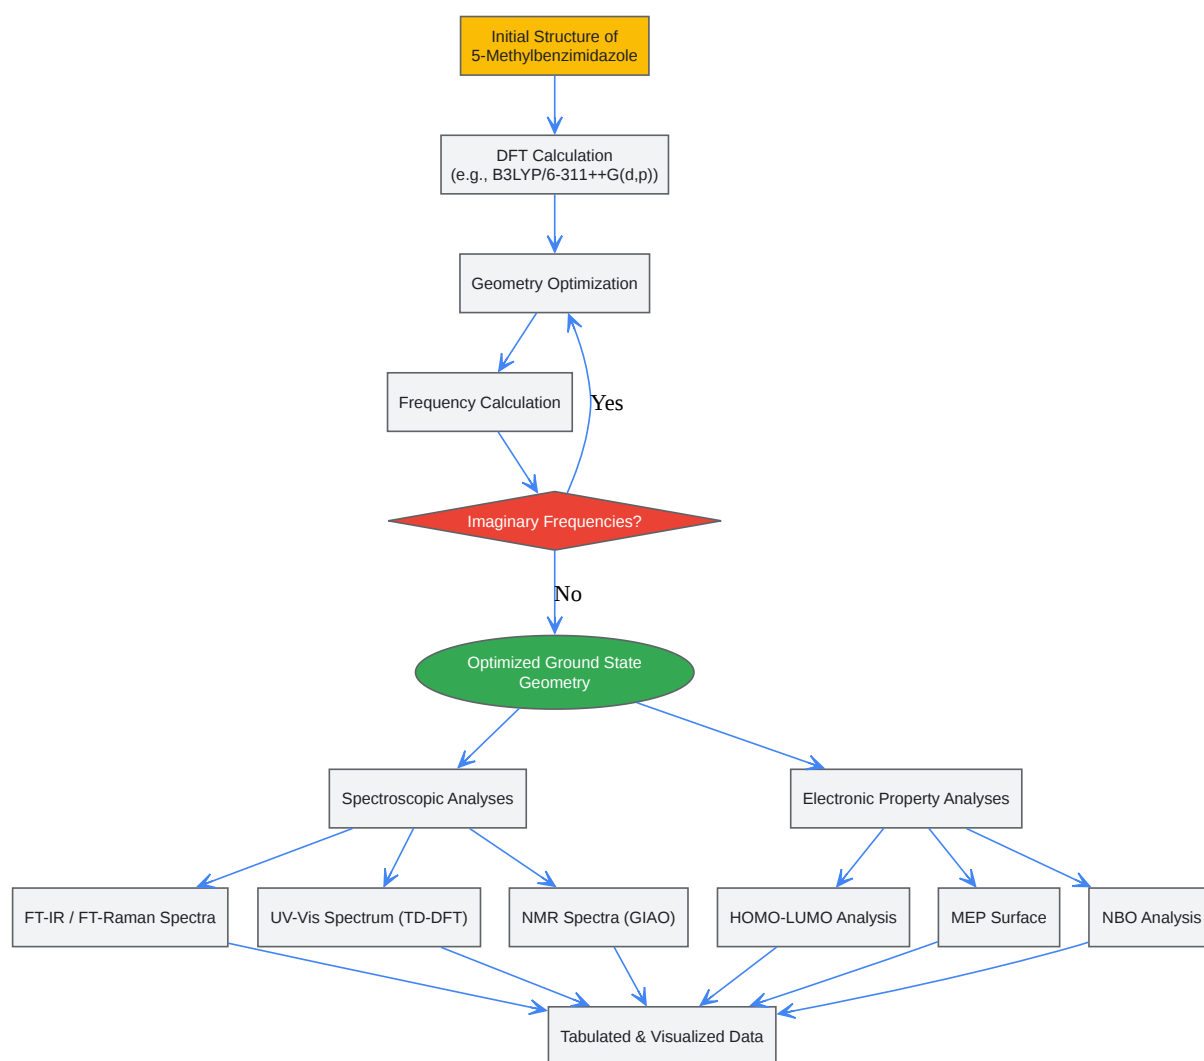 Initial Structure of
5-Methylbenzimidazole
DFT Calculation
(e.g., B3LYP/6-311++G(d,p))
Geometry Optimization
Frequency Calculation
Yes
Imaginary Frequencies?
No
Optimized Ground State
Geometry
Spectroscopic Analyses
Electronic Property Analyses
FT-IR / FT-Raman Spectra
UV-Vis Spectrum (TD-DFT)
NMR Spectra (GIAO)
HOMO-LUMO Analysis
MEP Surface
NBO Analysis
Tabulated & Visualized Data